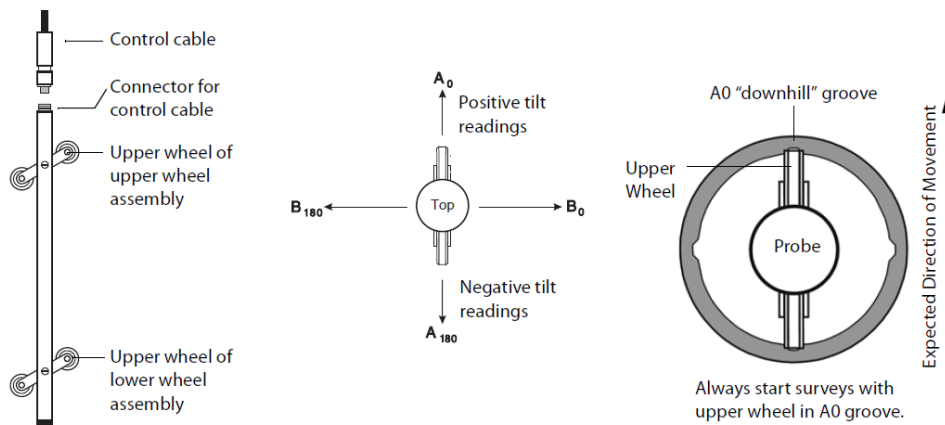 Control cable
Connector for
control cable
Upper wheel of
upper wheel
assembly
Upper wheel of
lower wheel
assembly
A0
Positive tilt
readings
B180
Top
B0
Negative tilt
readings
A180
A0 “downhill” groove
Upper
Wheel
Probe
Expected Direction of Movement
Always start surveys with
upper wheel in A0 groove.